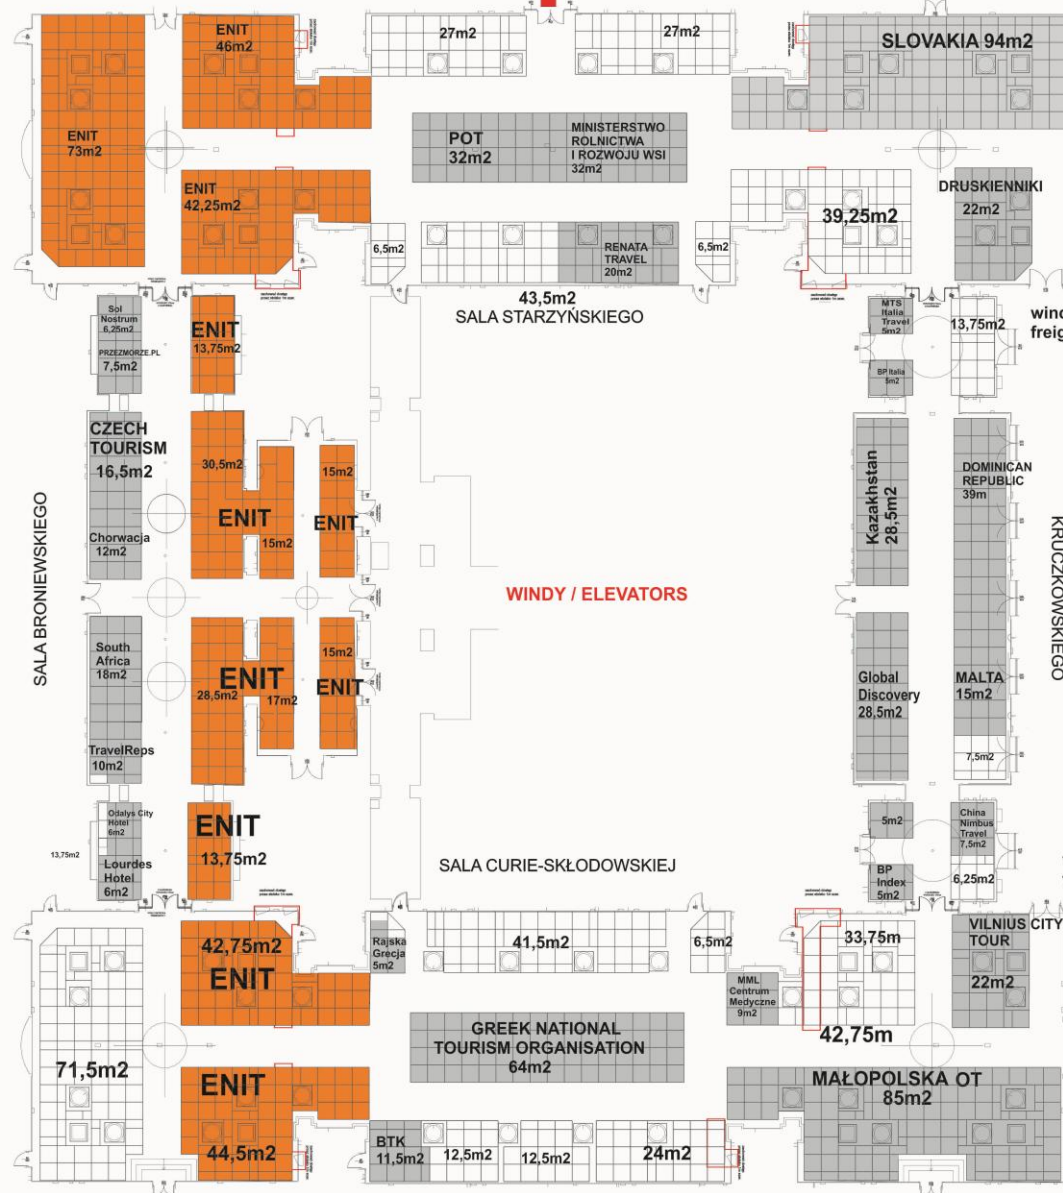 ENIT
46m2
27m2
27m2
SLOVAKIA 94m2
ENIT
73m2
POT
32m2
MINISTERSTWO
ROLNICTWA
I ROZWOJU WSI
32m2
ENIT
42,25m2
39,25m2
DRUSKIENNIKI
22m2
6,5m2
RENATA
TRAVEL
20m2
6,5m2
43,5m2
SALA STARZYŃSKIEGO
Sol
Nostrum
6,25m2
PRZEZMORZE.PL
7,5m2
ENIT
13,75m2
MTS
Italia
Travel
5m2
BP Italia
5m2
13,75m2
CZECH
TOURISM
16,5m2
Chorwacja
12m2
30,5m2
ENIT
15m2
15m2
ENIT
Kazakhstan
28,5m2
DOMINICAN
REPUBLIC
39m
SALA BRONIEWSKIEGO
WINDY / ELEVATORS
KRUCZKOWSKIEGO
South
Africa
18m2
TravelReps
10m2
ENIT
28,5m2
17m2
15m2
ENIT
Global
Discovery
28,5m2
MALTA
15m2
7,5m2
Odalys City
Hotel
6m2
13,75m2
Lourdes
Hotel
6m2
ENIT
13,75m2
SALA CURIE-SKŁODOWSKIEJ
5m2
BP
Index
5m2
China
Nimbus
Travel
7,5m2
6,25m2
42,75m2
ENIT
Rajska
Grecja
5m2
41,5m2
6,5m2
33,75m
VILNIUS CITY
TOUR
22m2
MML
Centrum
Medyczne
9m2
42,75m
71,5m2
GREEK NATIONAL
TOURISM ORGANISATION
64m2
ENIT
44,5m2
MAŁOPOLSKA OT
85m2
BTK
11,5m2
12,5m2
12,5m2
24m2